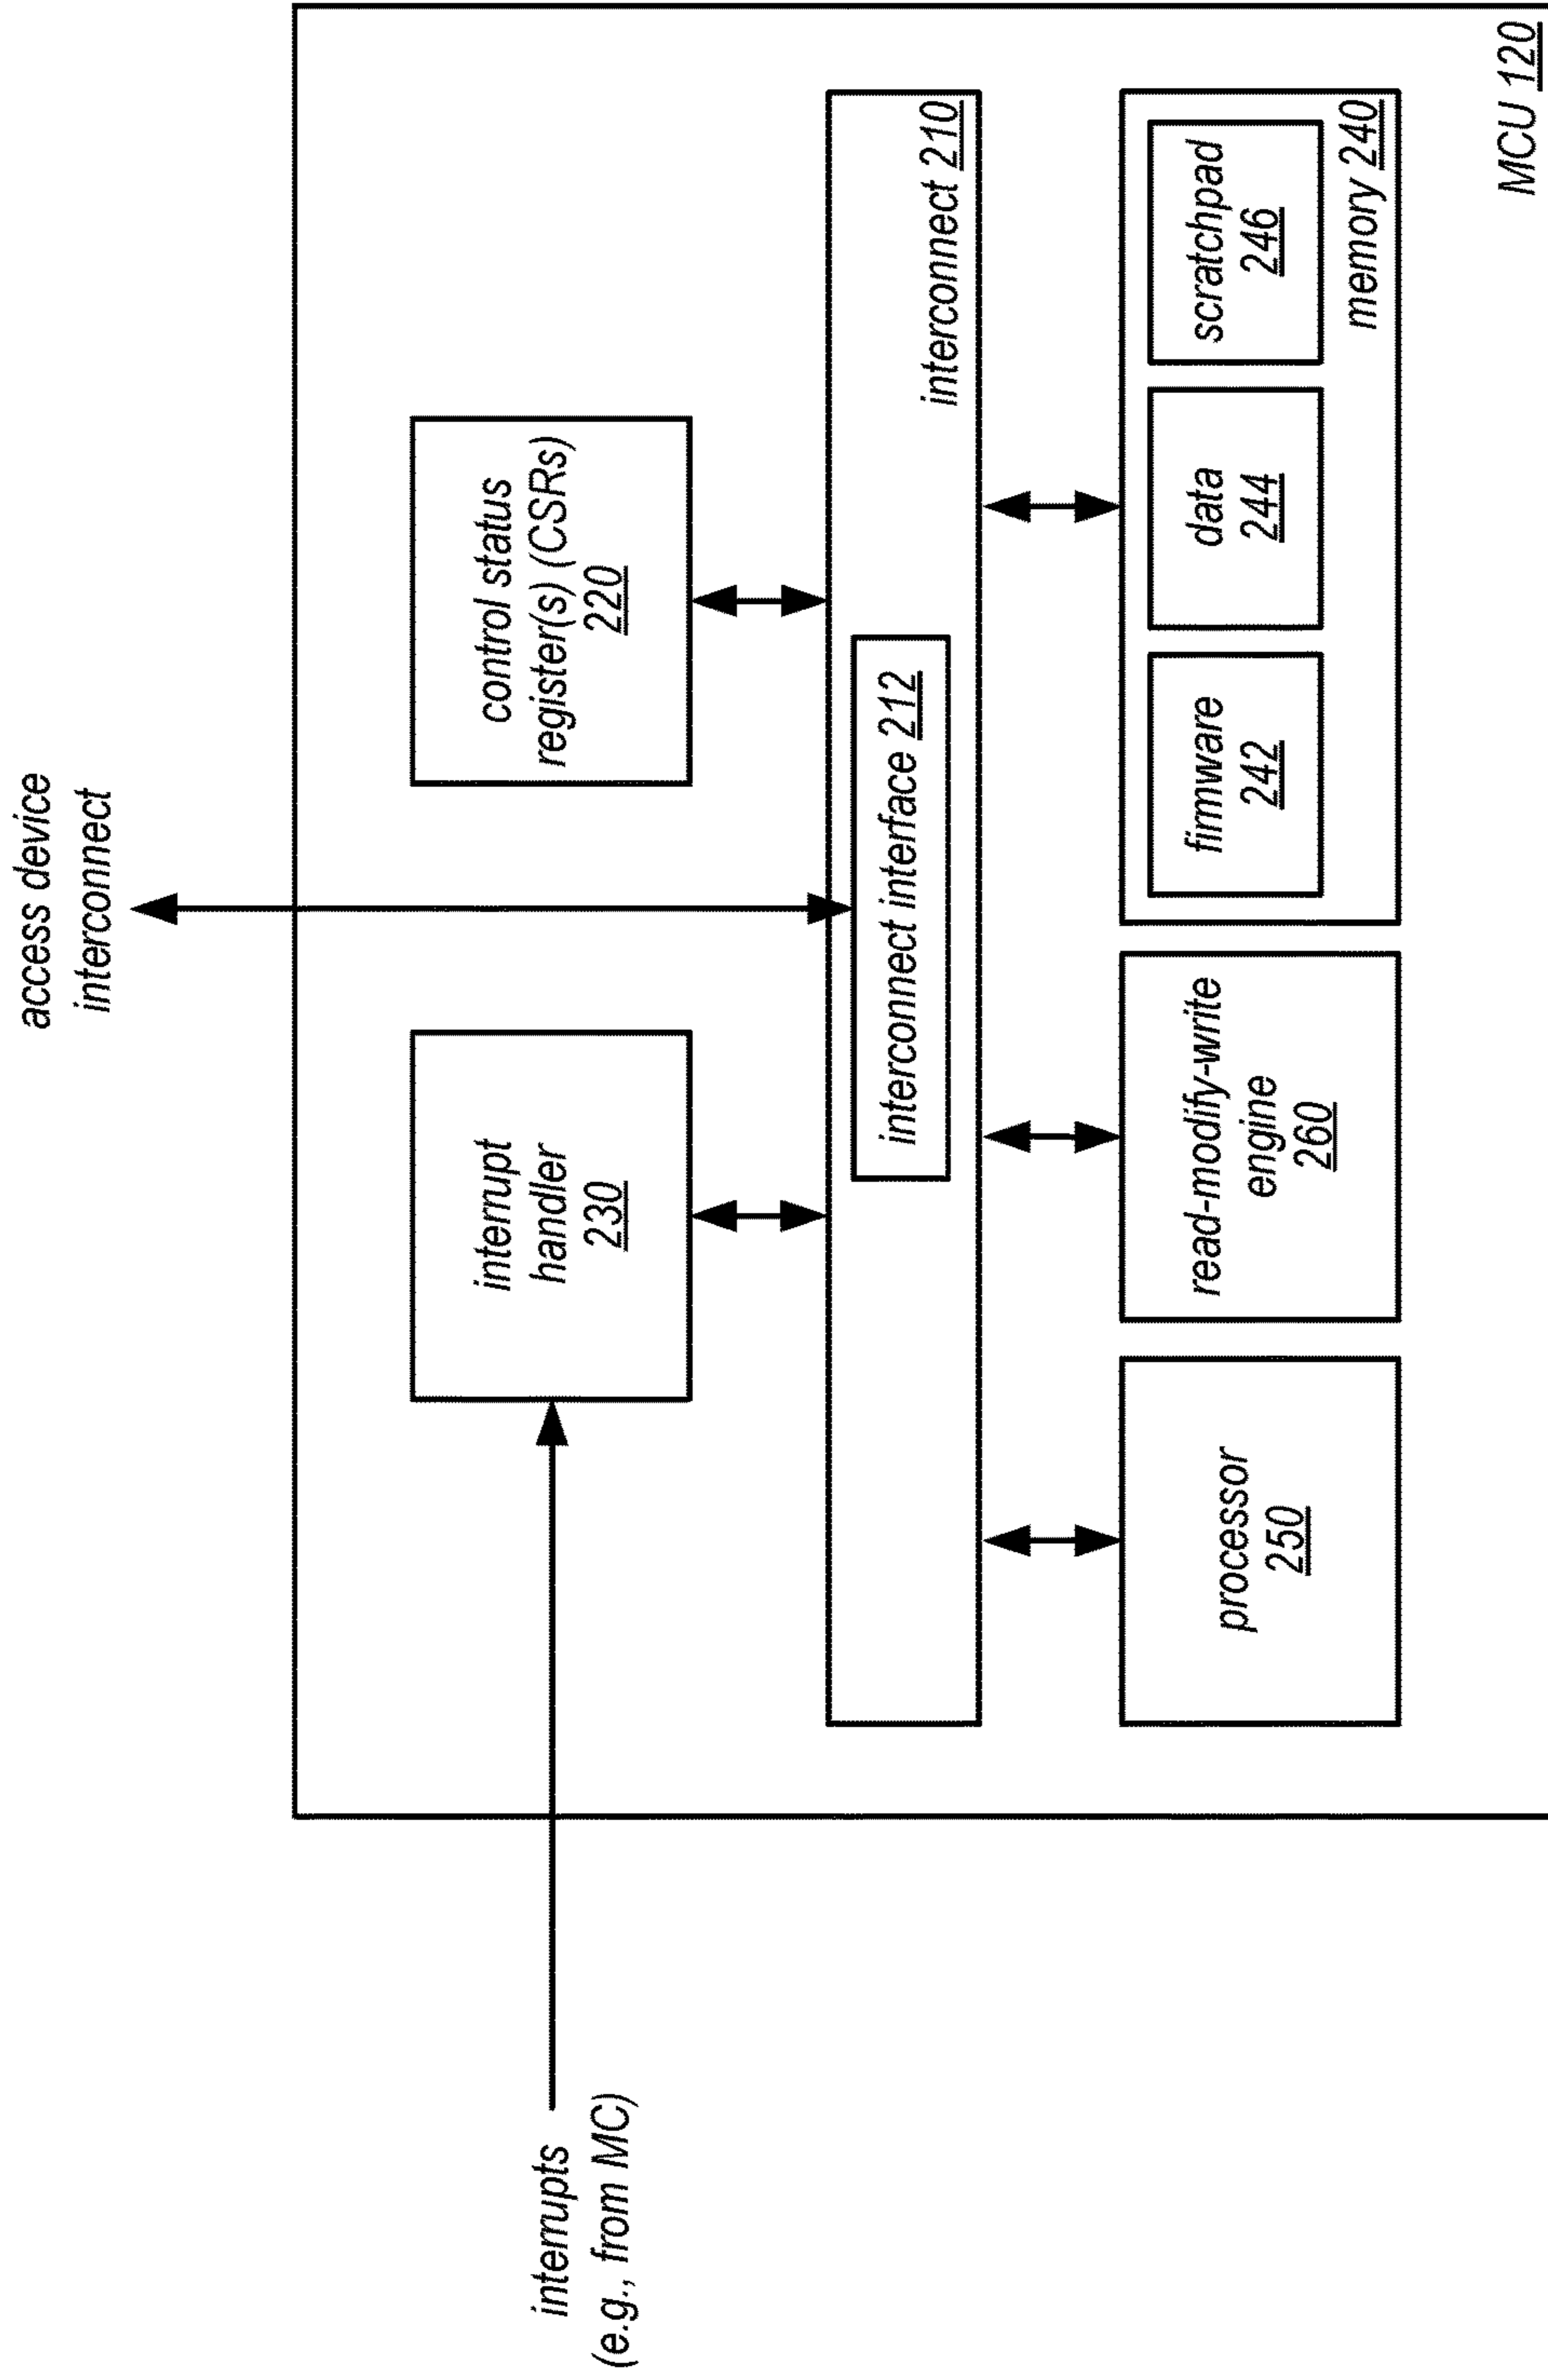 access device
interconnect
interrupts
(e.g., from MC)
interrupt
handler
230
control status
register(s) (CSRs)
220
interconnect interface 212
interconnect 210
processor
250
read-modify-write
engine
260
firmware
242
data
244
scratchpad
246
memory 240
MCU 120